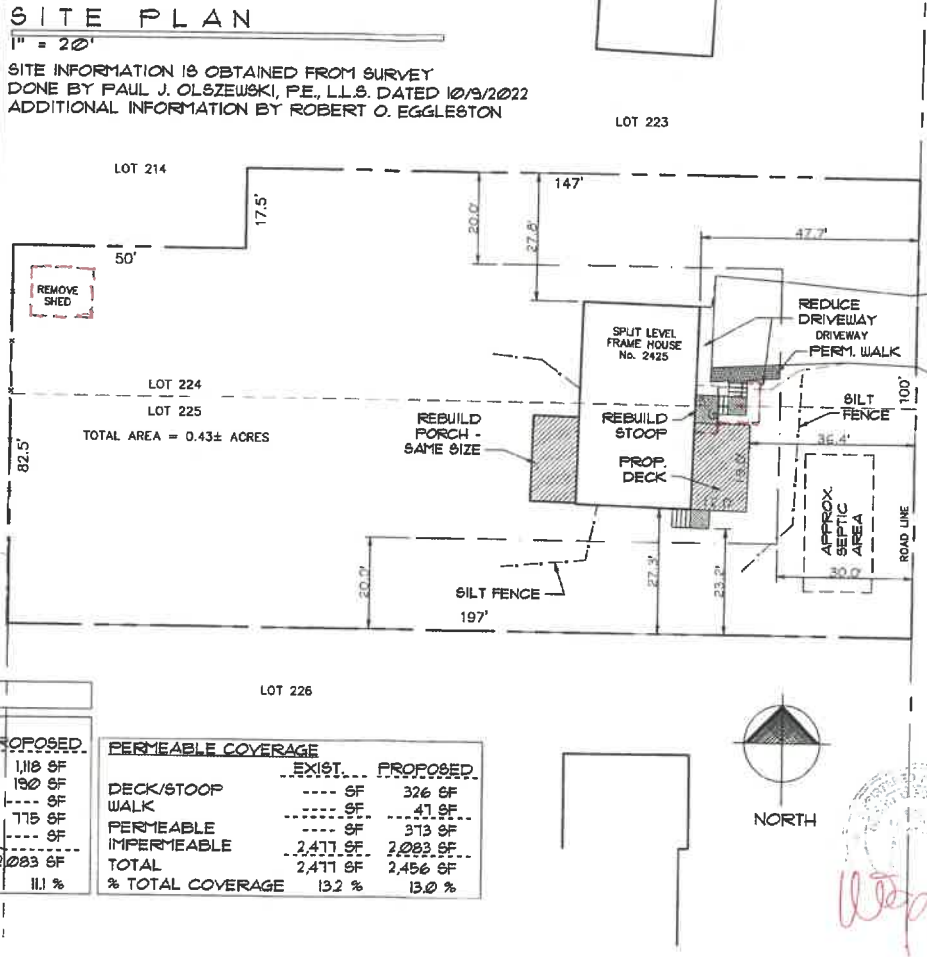 SITE PLAN
1" = 20'
SITE INFORMATION IS OBTAINED FROM SURVEY
DONE BY PAUL J. OLSZEWSKI, P.E., L.L.S. DATED 10/9/2022
ADDITIONAL INFORMATION BY ROBERT O. EGGLESTON
LOT 223
LOT 214
147'
17.5'
20.0'
27.8'
47.7'
50'
REMOVE
SHED
SPLIT LEVEL
FRAME HOUSE
No. 2425
REDUCE
DRIVEWAY
DRIVEWAY
PERM. WALK
LOT 224
LOT 225
TOTAL AREA = 0.43± ACRES
82.5'
REBUILD
PORCH -
SAME SIZE
REBUILD
STOOP
PROP.
DECK
SILT
FENCE
100'
36.4'
APPROX.
SEPTIC
AREA
ROAD LINE
30.0'
20.0'
SILT FENCE
27.3'
23.2'
197'
LOT 226
OPOSED
1,118 SF
190 SF
---- SF
775 SF
---- SF
083 SF
11.1 %
PERMEABLE COVERAGE
EXIST. PROPOSED
DECK/STOOP ---- SF 326 SF
WALK ---- SF 47 SF
PERMEABLE ---- SF 373 SF
IMPERMEABLE 2,477 SF 2,083 SF
TOTAL 2,477 SF 2,456 SF
% TOTAL COVERAGE 13.2 % 13.0 %
NORTH